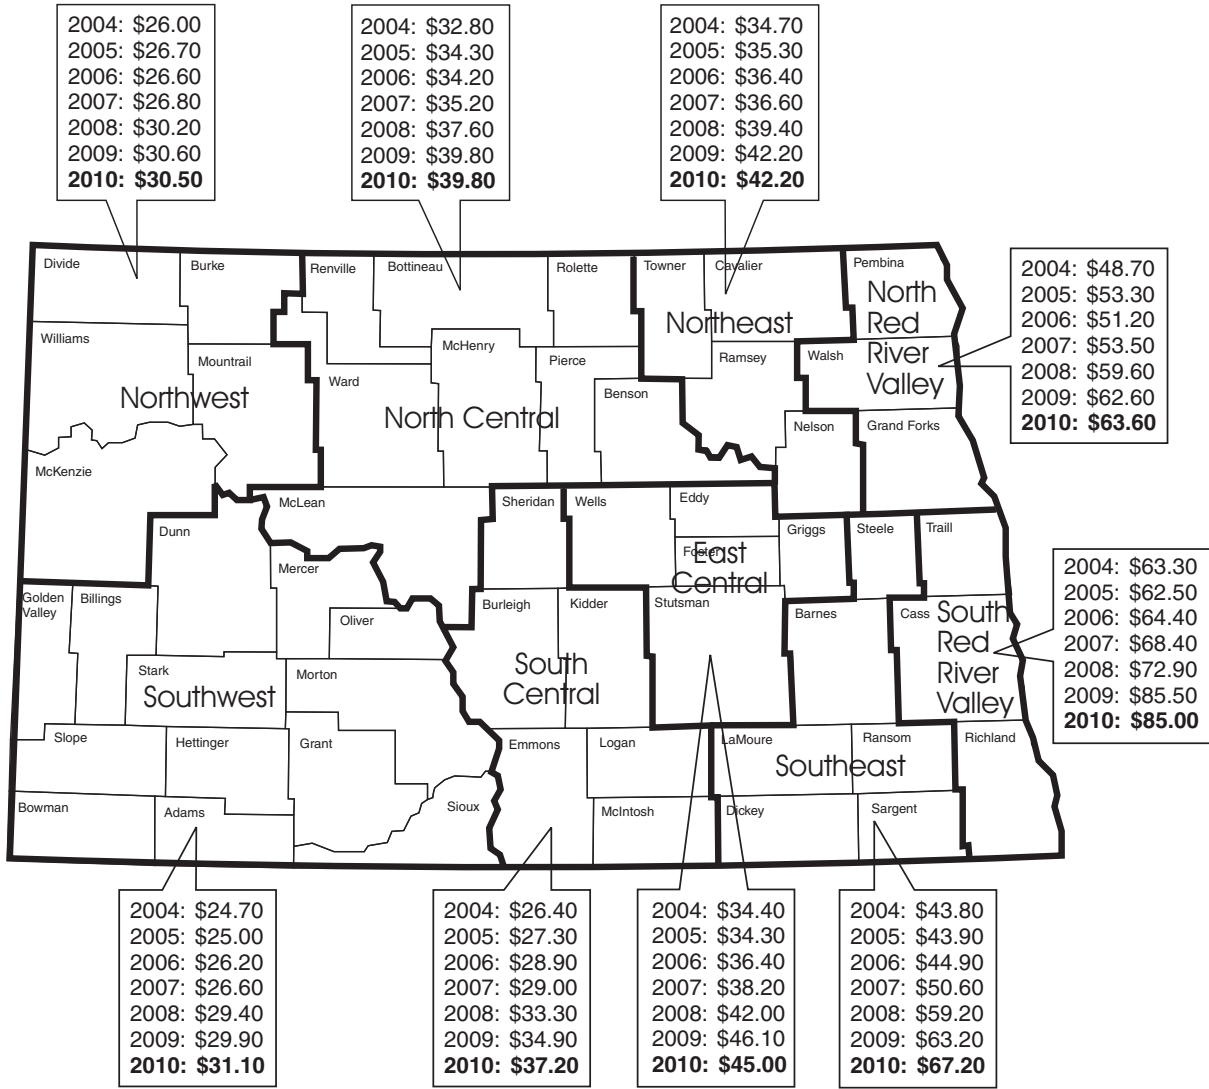 2004: $26.00
2005: $26.70
2006: $26.60
2007: $26.80
2008: $30.20
2009: $30.60
2010: $30.50
2004: $32.80
2005: $34.30
2006: $34.20
2007: $35.20
2008: $37.60
2009: $39.80
2010: $39.80
2004: $34.70
2005: $35.30
2006: $36.40
2007: $36.60
2008: $39.40
2009: $42.20
2010: $42.20
2004: $48.70
2005: $53.30
2006: $51.20
2007: $53.50
2008: $59.60
2009: $62.60
2010: $63.60
Divide
Burke
Renville
Bottineau
Rolette
Towner
Cavalier
Pembina
North
Red
River
Valley
Northeast
Williams
Mountrail
McHenry
Pierce
Ramsey
Walsh
Ward
Benson
Northwest
North Central
Nelson
Grand Forks
McKenzie
McLean
Sheridan
Wells
Eddy
Dunn
Griggs
Steele
Traill
Foster
East
Central
Mercer
Golden
Valley
Billings
Oliver
Burleigh
Kidder
Stutsman
Barnes
Cass
South
Red
River
Valley
2004: $63.30
2005: $62.50
2006: $64.40
2007: $68.40
2008: $72.90
2009: $85.50
2010: $85.00
Stark
Morton
Southwest
South
Central
Slope
Hettinger
Grant
Emmons
Logan
LaMoure
Ransom
Richland
Southeast
Bowman
Adams
Sioux
McIntosh
Dickey
Sargent
2004: $24.70
2005: $25.00
2006: $26.20
2007: $26.60
2008: $29.40
2009: $29.90
2010: $31.10
2004: $26.40
2005: $27.30
2006: $28.90
2007: $29.00
2008: $33.30
2009: $34.90
2010: $37.20
2004: $34.40
2005: $34.30
2006: $36.40
2007: $38.20
2008: $42.00
2009: $46.10
2010: $45.00
2004: $43.80
2005: $43.90
2006: $44.90
2007: $50.60
2008: $59.20
2009: $63.20
2010: $67.20